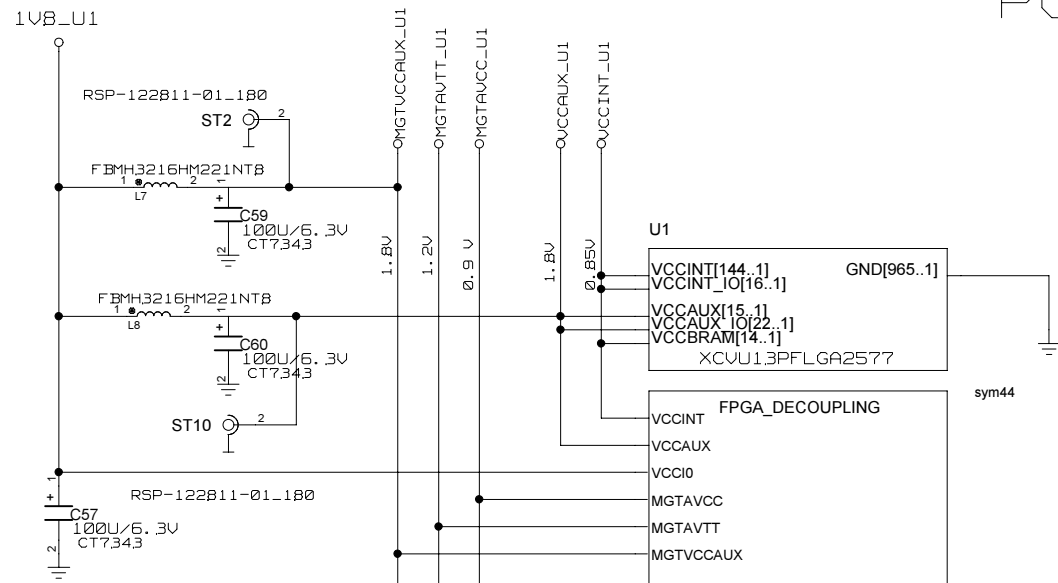 1V8_U1
RSP-122811-01_180
ST2
2
FBMH3216HM221NT8
1
2
L7
1
+
C59
100U/6.3V
CT7343
2
MGTVCCAUX_U1
MGTAVTT_U1
MGTAVCC_U1
VCCAUX_U1
VCCINT_U1
1.8V
1.2V
0.9 V
1.8V
0.85V
U1
VCCINT[144..1]
GND[965..1]
VCCINT_IO[16..1]
VCCAUX[15..1]
VCCAUX_IO[22..1]
VCCBRAM[14..1]
XCVU13PFLGA2577
FBMH3216HM221NT8
1
2
L8
1
+
C60
100U/6.3V
CT7343
2
ST10
2
sym44
FPGA_DECOUPLING
VCCINT
VCCAUX
VCCIO
MGTAVCC
MGTAVTT
MGTVCCAUX
RSP-122811-01_180
1
+
C57
100U/6.3V
CT7343
2